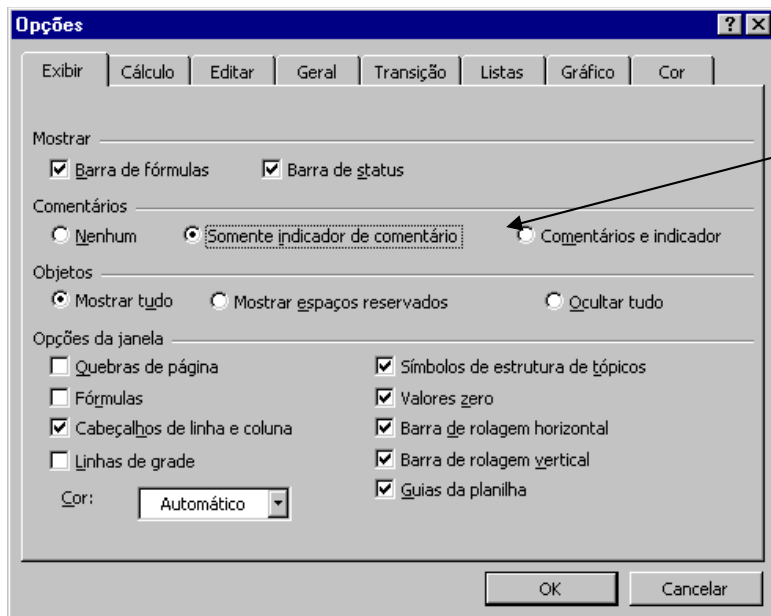 Opções
Exibir Cálculo Editar Geral Transição Listas Gráfico Cor
Mostrar
Barra de fórmulas Barra de status
Comentários
Nenhum Somente indicador de comentário Comentários e indicador
Objetos
Mostrar tudo Mostrar espaços reservados Ocultar tudo
Opções da janela
Quebras de página Símbolos de estrutura de tópicos
Fórmulas Valores zero
Cabeçalhos de linha e coluna Barra de rolagem horizontal
Linhas de grade Barra de rolagem vertical
Cor: Automático Guias da planilha
OK Cancelar